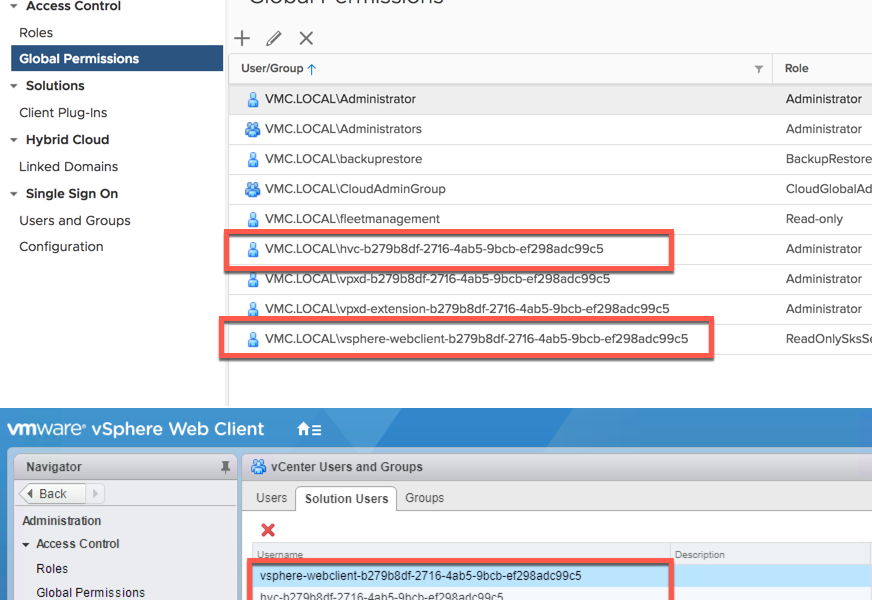 Access Control
Roles
Global Permissions
Solutions
Client Plug-Ins
Hybrid Cloud
Linked Domains
Single Sign On
Users and Groups
Configuration
Global Permissions
User/Group Role
VMC.LOCAL\Administrator Administrator
VMC.LOCAL\Administrators Administrator
VMC.LOCAL\backuprestore BackupRestore
VMC.LOCAL\CloudAdminGroup CloudGlobalAd
VMC.LOCAL\fleetmanagement Read-only
VMC.LOCAL\hvc-b279b8df-2716-4ab5-9bcb-ef298adc99c5 Administrator
VMC.LOCAL\vpxd-b279b8df-2716-4ab5-9bcb-ef298adc99c5 Administrator
VMC.LOCAL\vpxd-extension-b279b8df-2716-4ab5-9bcb-ef298adc99c5 Administrator
VMC.LOCAL\vsphere-webclient-b279b8df-2716-4ab5-9bcb-ef298adc99c5 ReadOnlySksSe
vmware® vSphere Web Client
Navigator
Back
Administration
Access Control
Roles
Global Permissions
vCenter Users and Groups
Users Solution Users Groups
Username Description
vsphere-webclient-b279b8df-2716-4ab5-9bcb-ef298adc99c5
hvc-b279b8df-2716-4ab5-9bcb-ef298adc99c5